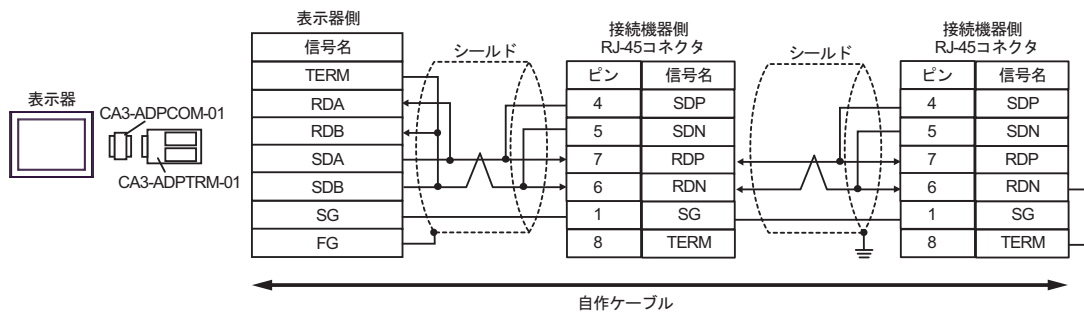 表示器
CA3-ADPCOM-01
CA3-ADPTRM-01
表示器側
信号名
TERM
RDA
RDB
SDA
SDB
SG
FG
シールド
接続機器側
RJ-45コネクタ
ピン 信号名
4 SDP
5 SDN
7 RDP
6 RDN
1 SG
8 TERM
シールド
接続機器側
RJ-45コネクタ
ピン 信号名
4 SDP
5 SDN
7 RDP
6 RDN
1 SG
8 TERM
自作ケーブル